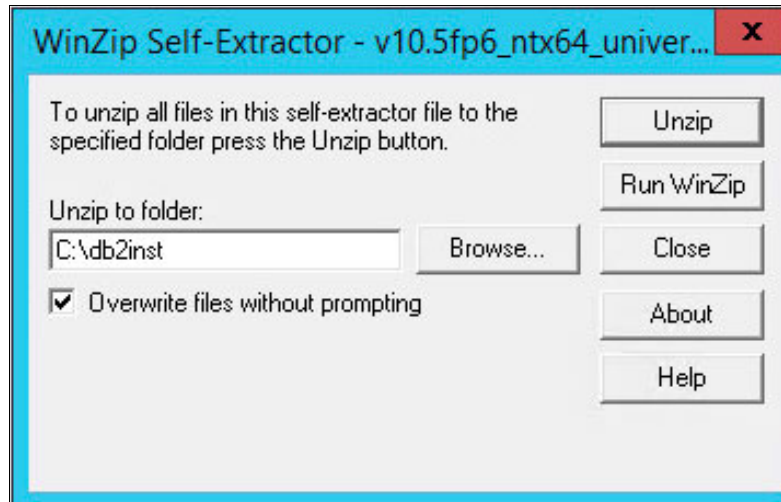 WinZip Self-Extractor - v10.5fp6_ntx64_univer...
x
To unzip all files in this self-extractor file to the
specified folder press the Unzip button.
Unzip to folder:
C:\db2inst
Browse...
Overwrite files without prompting
Unzip
Run WinZip
Close
About
Help